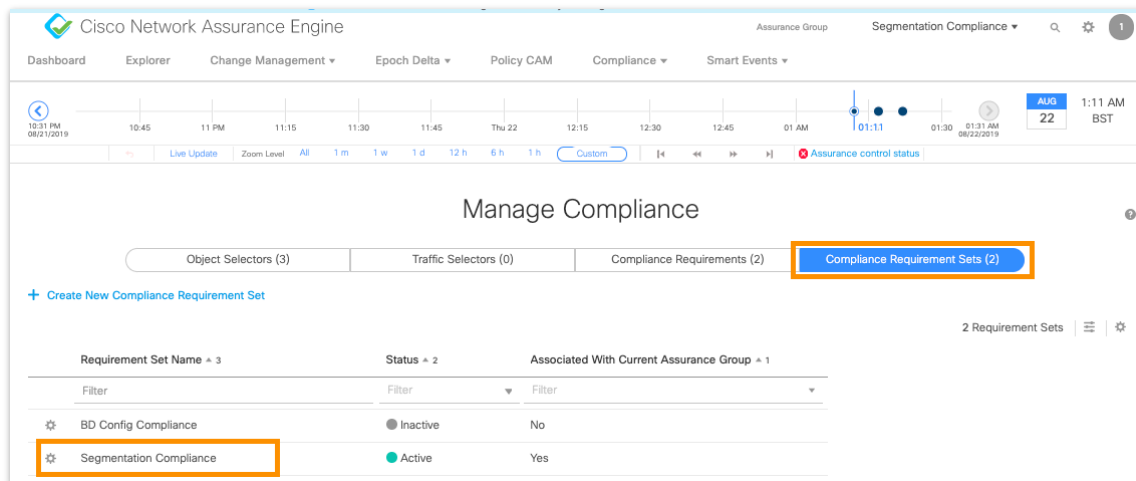 Cisco Network Assurance Engine
Assurance Group
Segmentation Compliance
1
Dashboard Explorer Change Management Epoch Delta Policy CAM Compliance Smart Events
10:31 PM
08/21/2019
10:45 11 PM 11:15 11:30 11:45 Thu 22 12:15 12:30 12:45 01 AM 01:11 01:30
01:31 AM
08/22/2019
AUG
22
1:11 AM
BST
Live Update Zoom Level All 1 m 1 w 1 d 12 h 6 h 1 h Custom Assurance control status
Manage Compliance
Object Selectors (3) Traffic Selectors (0) Compliance Requirements (2) Compliance Requirement Sets (2)
+ Create New Compliance Requirement Set
2 Requirement Sets
Requirement Set Name 3 Status 2 Associated With Current Assurance Group 1
Filter Filter Filter
BD Config Compliance Inactive No
Segmentation Compliance Active Yes